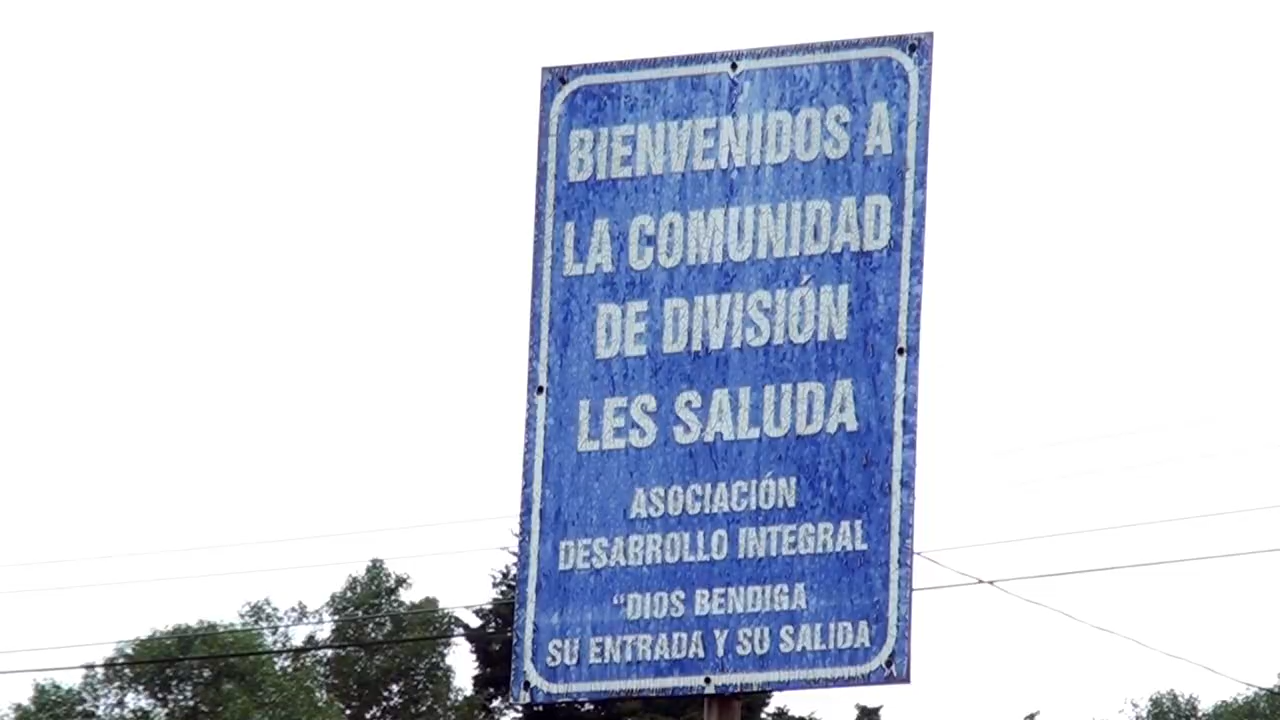 BIENVENIDOS A
LA COMUNIDAD
DE DIVISIÓN
LES SALUDA
ASOCIACIÓN
DESARROLLO INTEGRAL
“DIOS BENDIGA
SU ENTRADA Y SU SALIDA